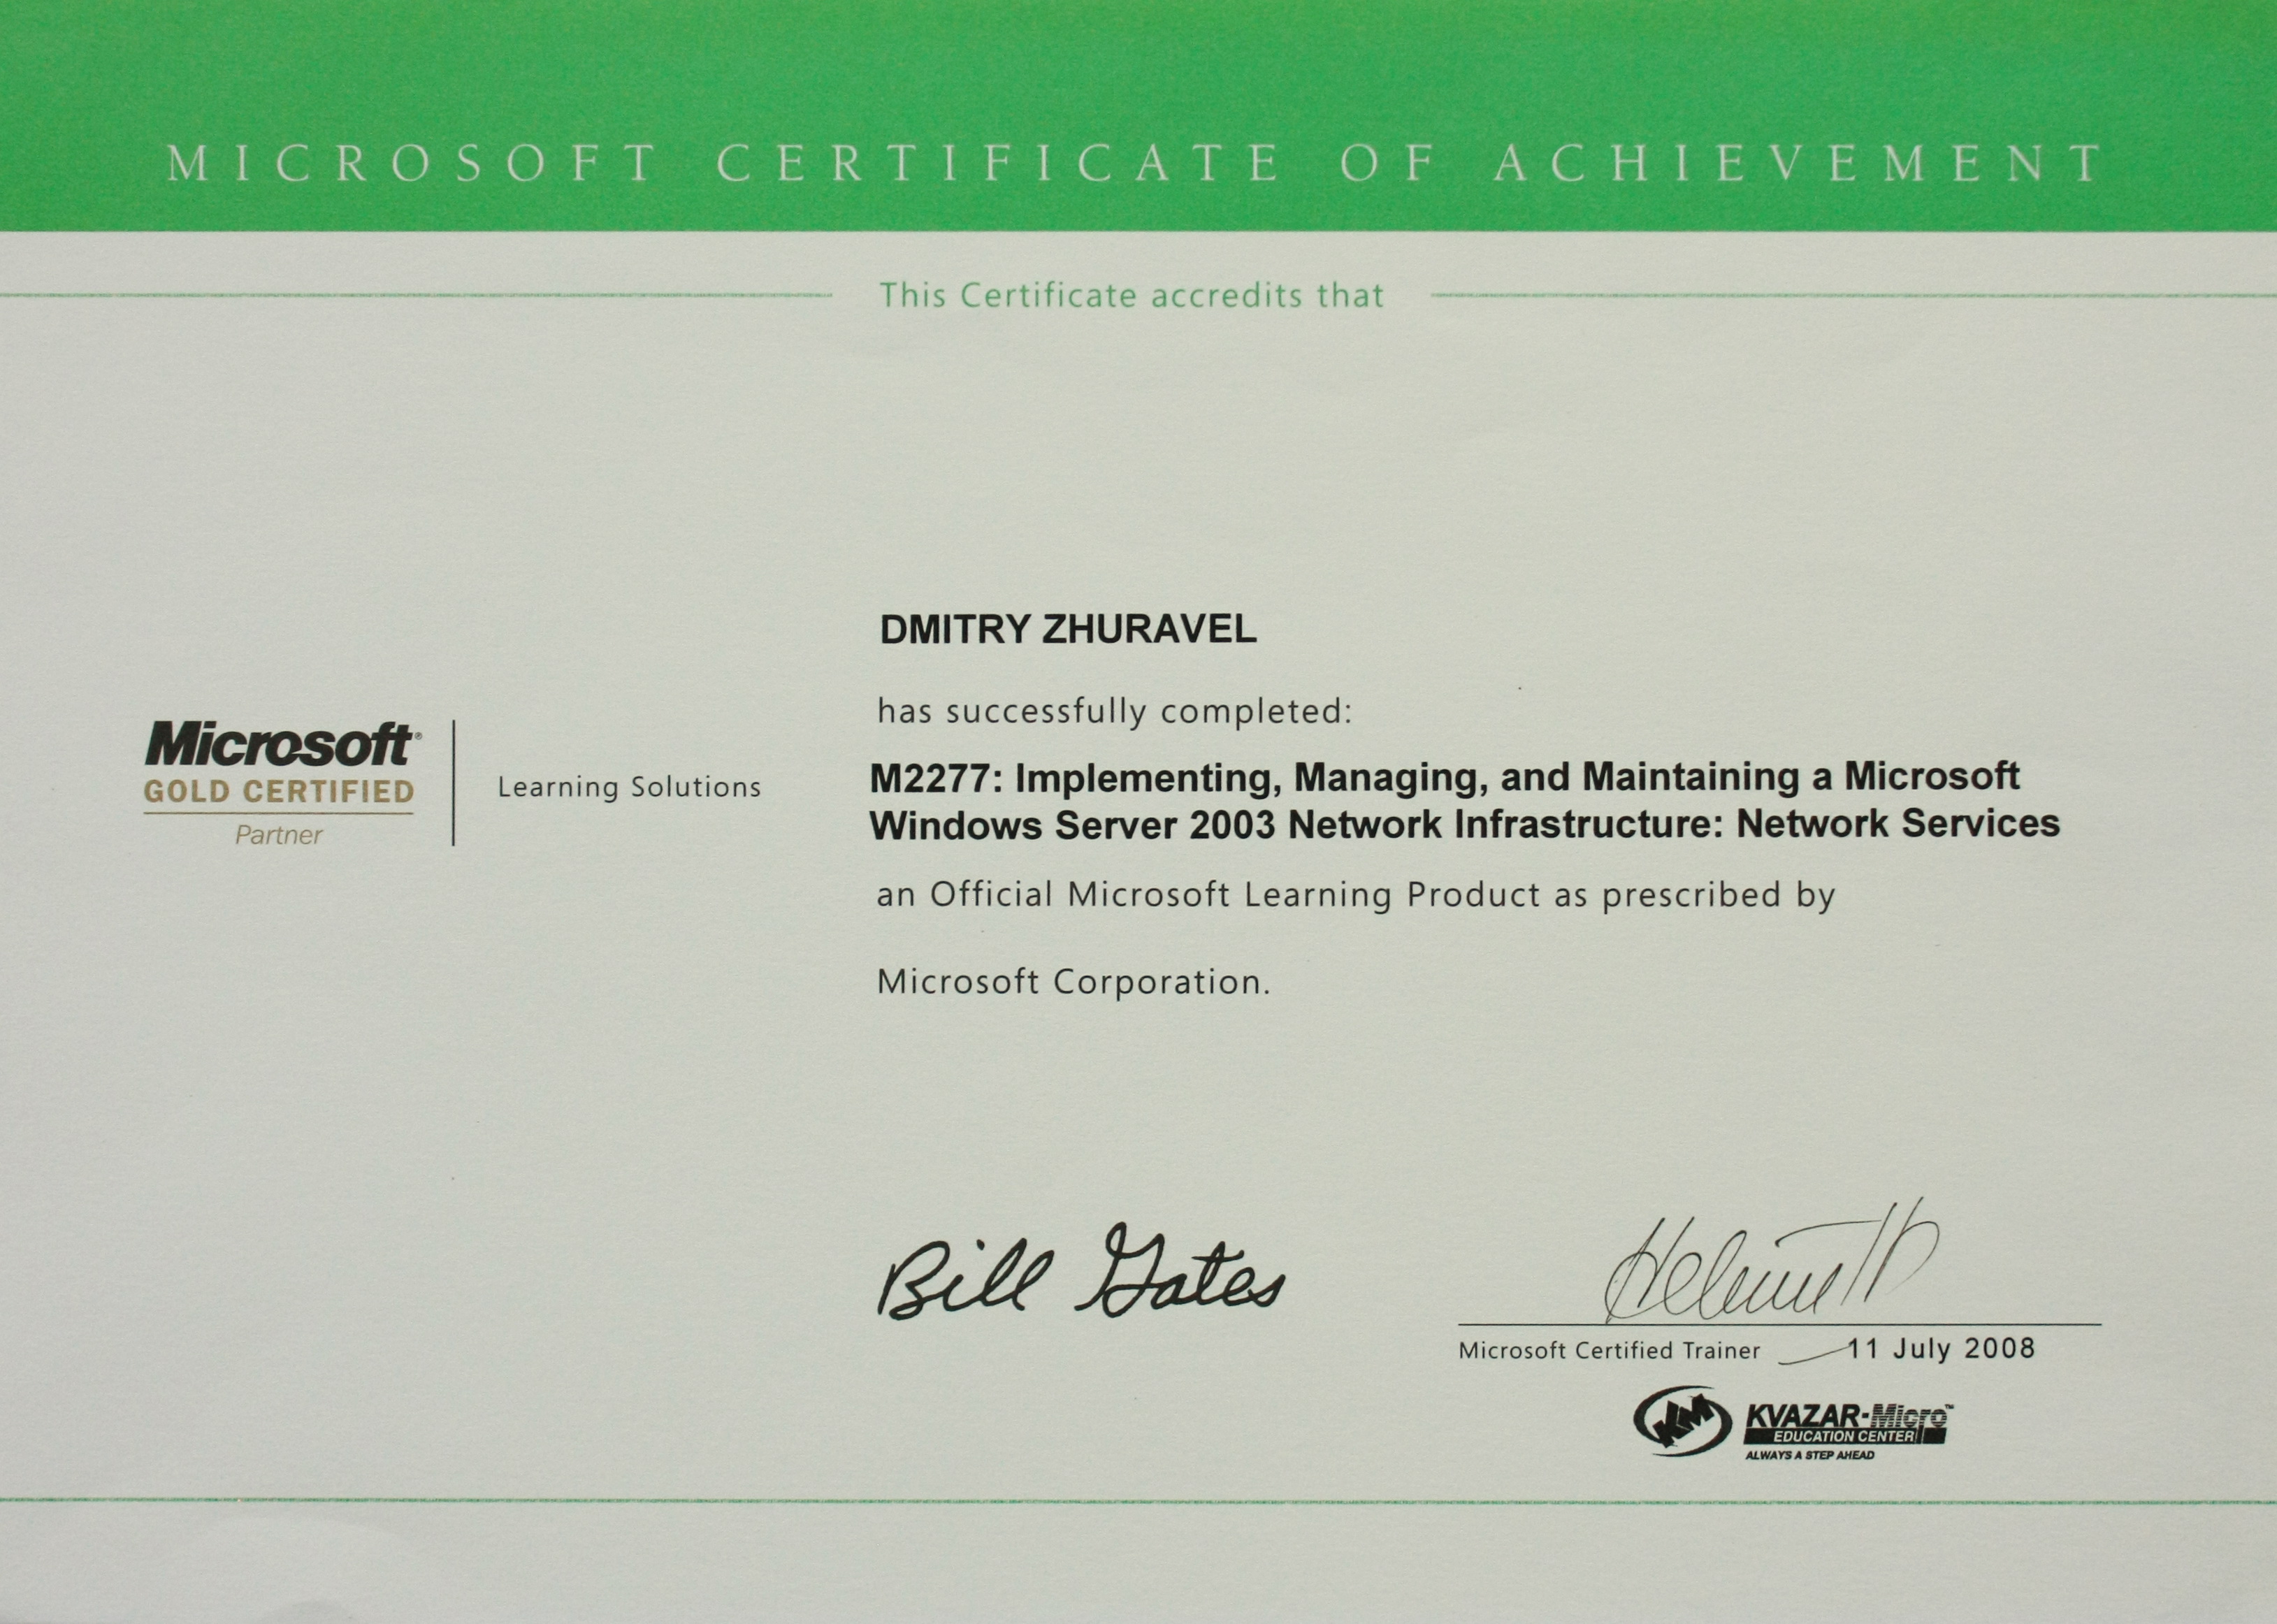 MICROSOFT CERTIFICATE OF ACHIEVEMENT
This Certificate accredits that
DMITRY ZHURAVEL
has successfully completed:
Microsoft®
GOLD CERTIFIED
Partner
Learning Solutions
M2277: Implementing, Managing, and Maintaining a Microsoft
Windows Server 2003 Network Infrastructure: Network Services
an Official Microsoft Learning Product as prescribed by
Microsoft Corporation.
Bill Gates
Microsoft Certified Trainer 11 July 2008
KM
KVAZAR-Micro™
EDUCATION CENTER
ALWAYS A STEP AHEAD